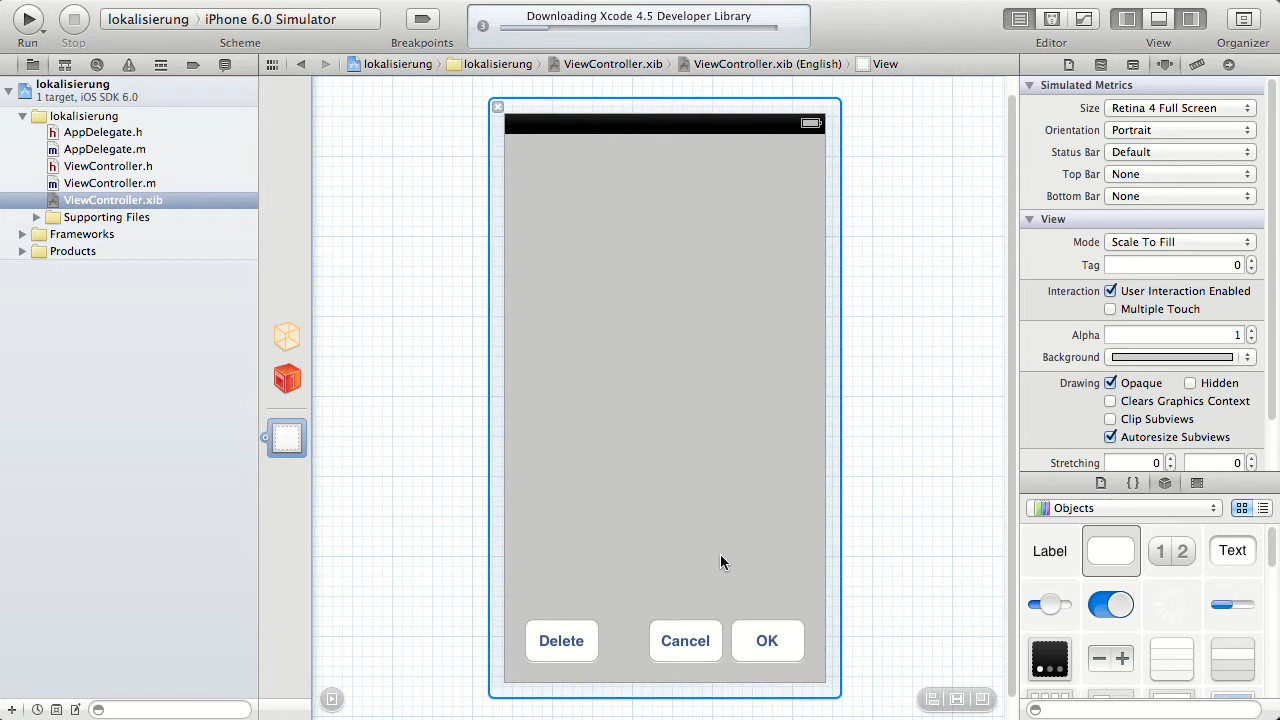 lokalisierung
iPhone 6.0 Simulator
Downloading Xcode 4.5 Developer Library
3
Run
Stop
Scheme
Breakpoints
Editor
View
Organizer
lokalisierung
lokalisierung
ViewController.xib
ViewController.xib (English)
View
lokalisierung
1 target, iOS SDK 6.0
lokalisierung
h AppDelegate.h
m AppDelegate.m
h ViewController.h
m ViewController.m
ViewController.xib
Supporting Files
Frameworks
Products
Delete
Cancel
OK
Simulated Metrics
Size Retina 4 Full Screen
Orientation Portrait
Status Bar Default
Top Bar None
Bottom Bar None
View
Mode Scale To Fill
Tag 0
Interaction User Interaction Enabled
Multiple Touch
Alpha 1
Background
Drawing Opaque Hidden
Clears Graphics Context
Clip Subviews
Autoresize Subviews
Stretching 0 0
Objects
Label 1 2 Text